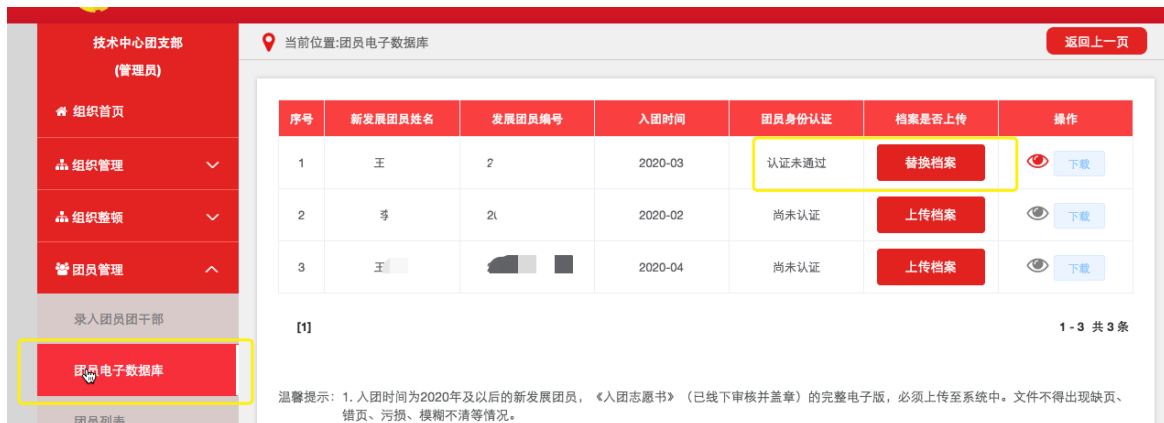 技术中心团支部
(管理员)
组织首页
组织管理
组织整顿
团员管理
录入团员团干部
团员电子数据库
团员列表
当前位置:团员电子数据库
返回上一页
序号 新发展团员姓名 发展团员编号 入团时间 团员身份认证 档案是否上传 操作
1 王 2 2020-03 认证未通过 替换档案 下载
2 李 20 2020-02 尚未认证 上传档案 下载
3 王 2020-04 尚未认证 上传档案 下载
[1]
1 - 3 共 3 条
温馨提示: 1. 入团时间为2020年及以后的新发展团员，《入团志愿书》（已线下审核并盖章）的完整电子版，必须上传至系统中。文件不得出现缺页、
错页、污损、模糊不清等情况。